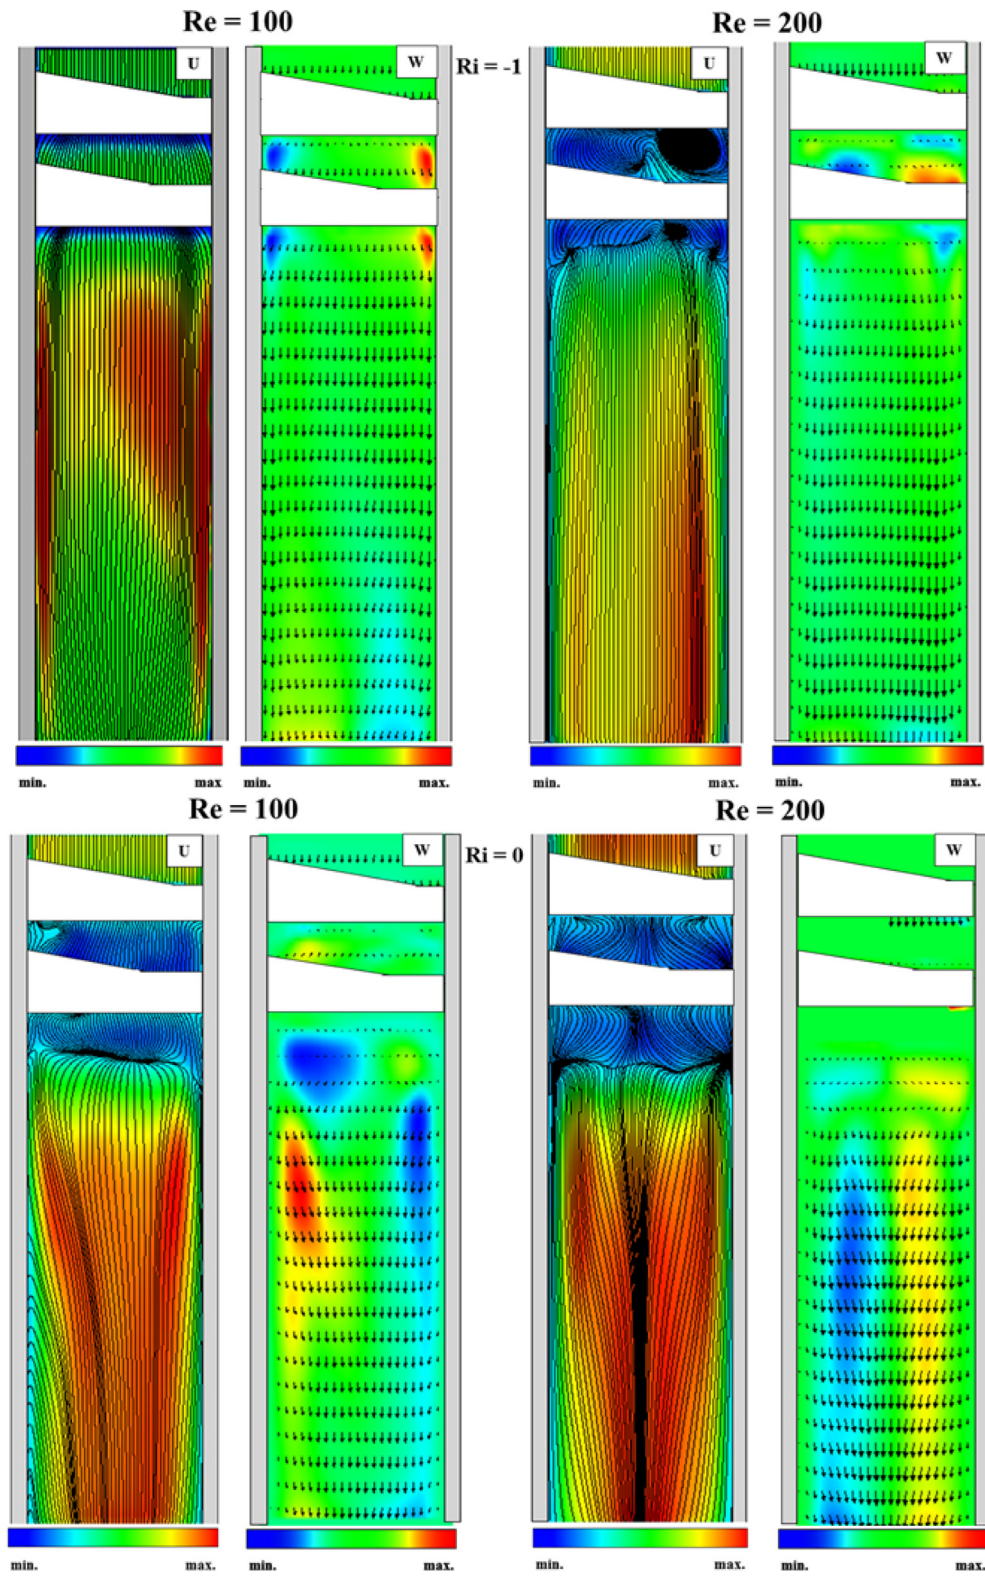 Re = 100
Re = 200
U
W
Ri = -1
U
W
min.
max
min.
max.
min.
max.
min.
max.
Re = 100
Re = 200
U
W
Ri = 0
U
W
min.
max.
min.
max.
min.
max.
min.
max.